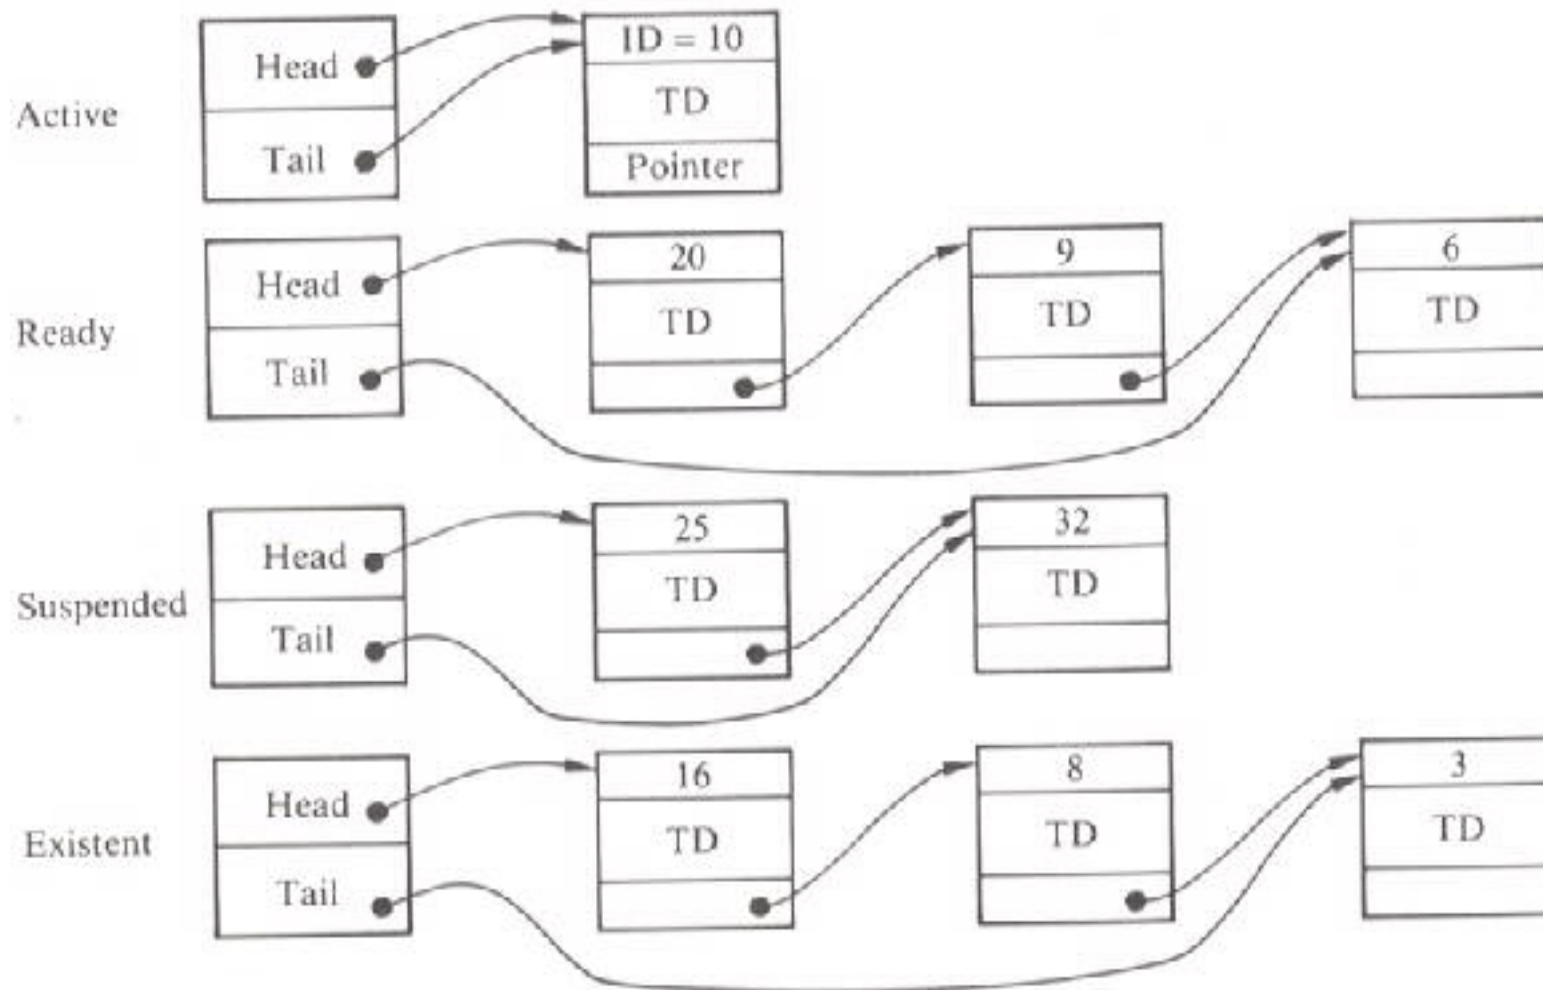 Active
Head
Tail
ID = 10
TD
Pointer
Ready
Head
Tail
20
TD
9
TD
6
TD
Suspended
Head
Tail
25
TD
32
TD
Existent
Head
Tail
16
TD
8
TD
3
TD